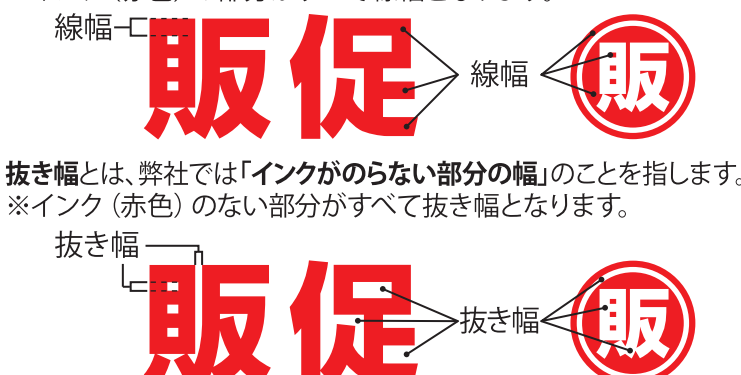 線幅
販促
線幅
販
抜き幅とは、弊社では「インクがのらない部分の幅」のことを指します。
※インク（赤色）のない部分がすべて抜き幅となります。
抜き幅
販促
抜き幅
販